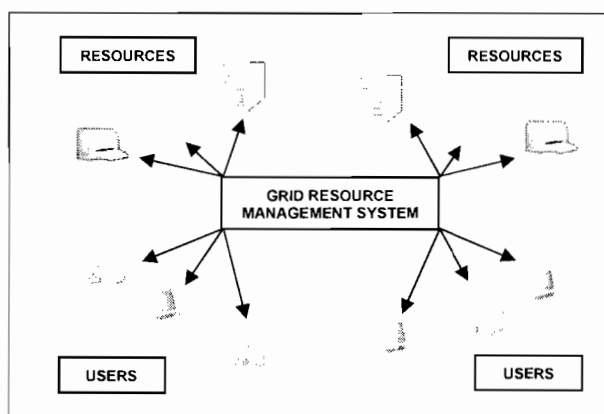 RESOURCES
RESOURCES
GRID RESOURCE
MANAGEMENT SYSTEM
USERS
USERS